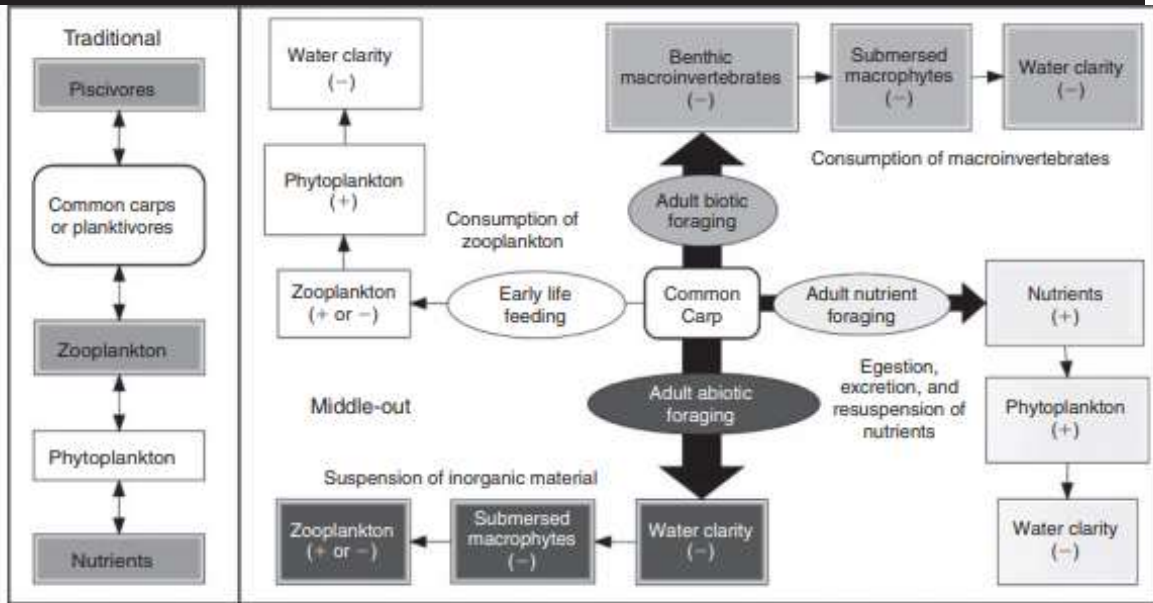 Traditional
Piscivores
Common carps
or planktivores
Zooplankton
Phytoplankton
Nutrients
Water clarity
(−)
Phytoplankton
(+)
Zooplankton
(+ or −)
Consumption of
zooplankton
Early life
feeding
Middle-out
Benthic
macroinvertebrates
(−)
Submersed
macrophytes
(−)
Water clarity
(−)
Consumption of macroinvertebrates
Adult biotic
foraging
Common
Carp
Adult nutrient
foraging
Nutrients
(+)
Egestion,
excretion, and
resuspension of
nutrients
Phytoplankton
(+)
Water clarity
(−)
Adult abiotic
foraging
Suspension of inorganic material
Zooplankton
(+ or −)
Submersed
macrophytes
(−)
Water clarity
(−)